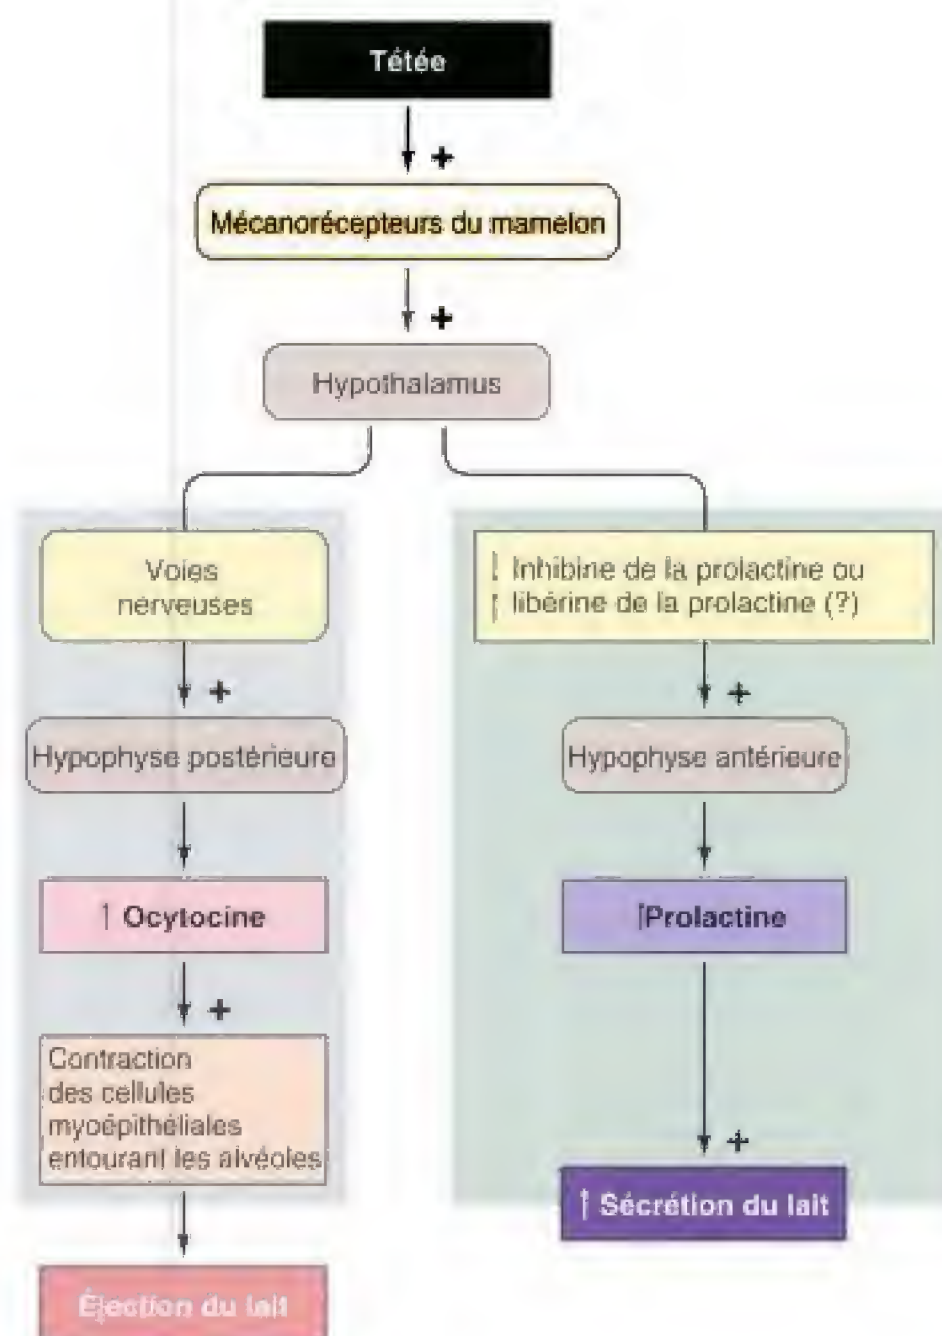 Tétée
+
Mécanorécepteurs du mamelon
+
Hypothalamus
Voies
nerveuses
+
Hypophyse postérieure
↑ Ocytocine
+
Contraction
des cellules
myoépithéliales
entourant les alvéoles
Éjection du lait
↓ Inhibine de la prolactine ou
↑ libérine de la prolactine (?)
+
Hypophyse antérieure
↑Prolactine
+
↑ Sécrétion du lait